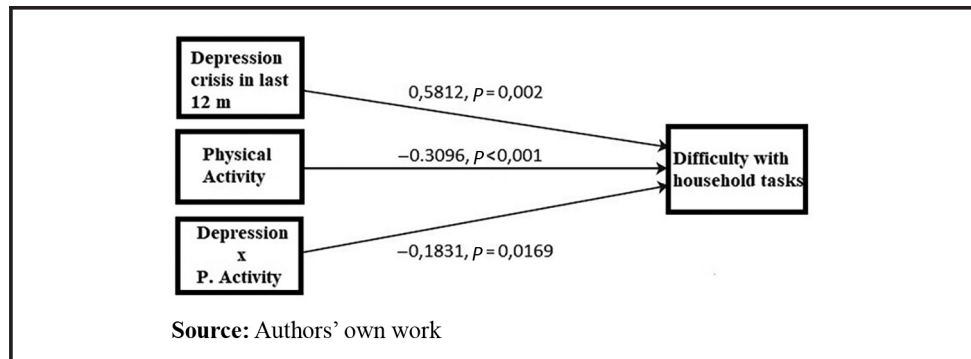 Depression
crisis in last
12 m
0,5812, P = 0,002
Physical
Activity
−0.3096, P<0,001
Difficulty with
household tasks
Depression
x
P. Activity
−0,1831, P = 0,0169
Source: Authors’ own work